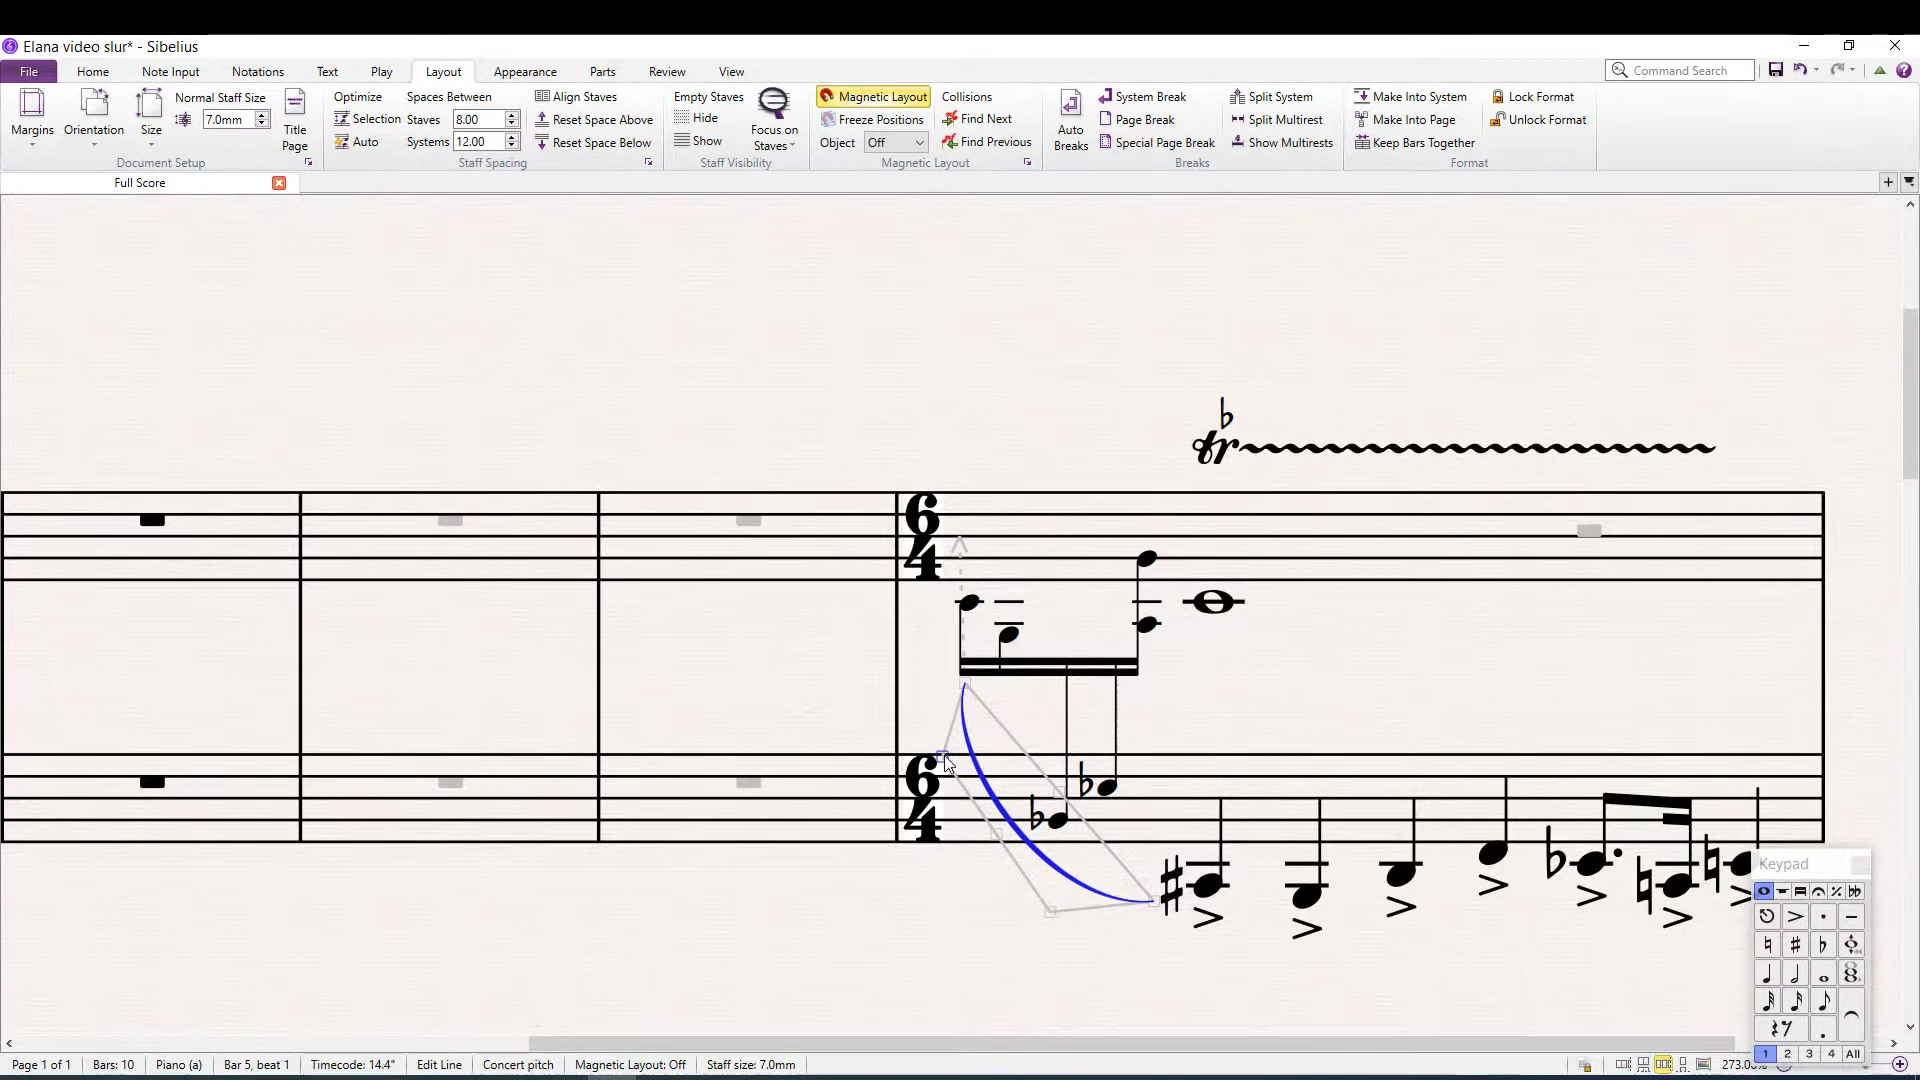 Elana video slur* - Sibelius
File Home Note Input Notations Text Play Layout Appearance Parts Review View Command Search
Margins Orientation Size Normal Staff Size 7.0mm Title Page
Document Setup
Optimize Selection Auto
Spaces Between Staves 8.00 Systems 12.00
Align Staves
Reset Space Above
Reset Space Below
Staff Spacing
Empty Staves Hide Show
Focus on Staves
Staff Visibility
Magnetic Layout
Freeze Positions
Object Off
Collisions
Find Next
Find Previous
Magnetic Layout
Auto Breaks
System Break
Page Break
Special Page Break
Split System
Split Multirest
Show Multirests
Breaks
Make Into System
Make Into Page
Keep Bars Together
Lock Format
Unlock Format
Format
Full Score
tr
6 4
6 4
Keypad
1 2 3 4 All
Page 1 of 1 Bars: 10 Piano (a) Bar 5, beat 1 Timecode: 14.4" Edit Line Concert pitch Magnetic Layout: Off Staff size: 7.0mm